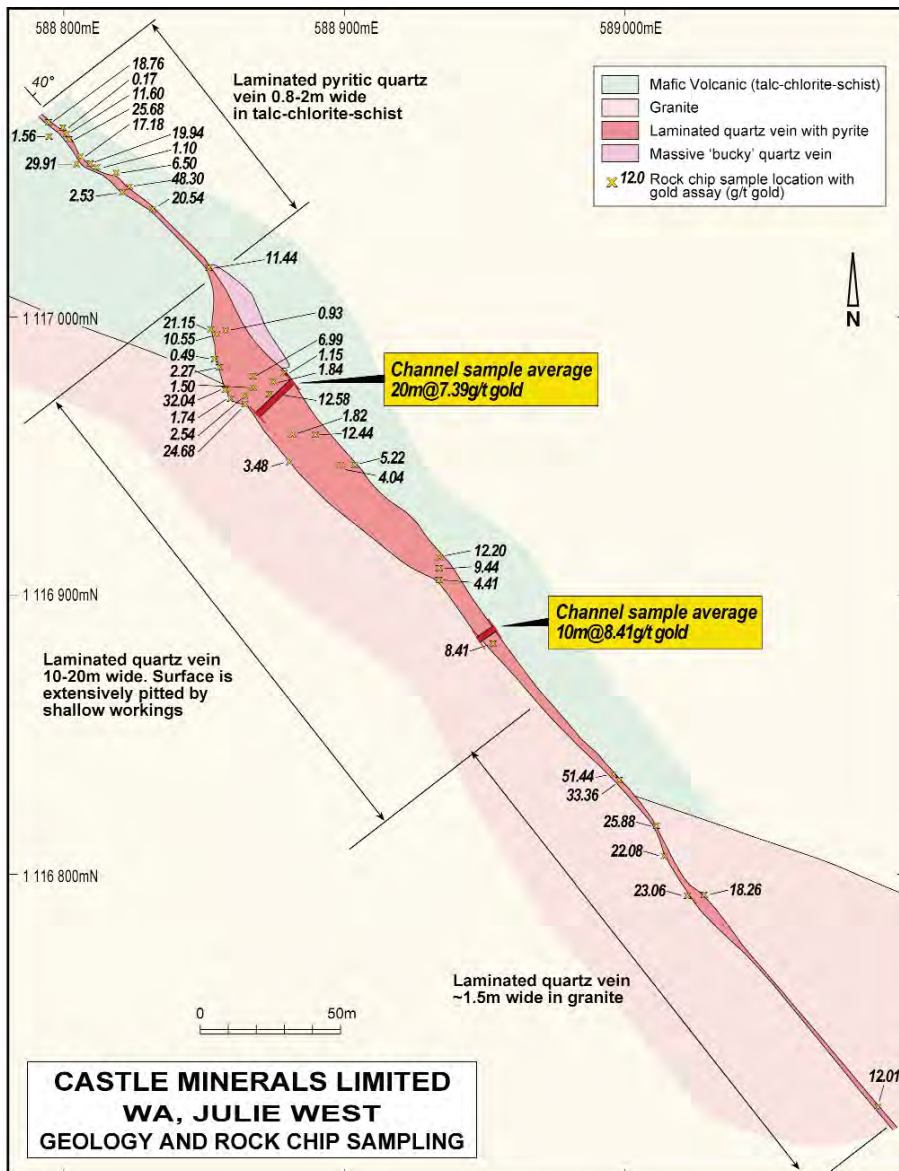 588 800mE
588 900mE
589 000mE
40°
18.76
0.17
11.60
25.68
17.18
19.94
1.10
6.50
48.30
20.54
1.56
29.91
2.53
Laminated pyritic quartz
vein 0.8-2m wide
in talc-chlorite-schist
Mafic Volcanic (talc-chlorite-schist)
Granite
Laminated quartz vein with pyrite
Massive 'bucky' quartz vein
12.0 Rock chip sample location with
gold assay (g/t gold)
N
11.44
1 117 000mN
21.15
10.55
0.49
2.27
1.50
32.04
1.74
2.54
24.68
0.93
6.99
1.15
1.84
12.58
1.82
12.44
3.48
5.22
4.04
Channel sample average
20m@7.39g/t gold
12.20
9.44
4.41
1 116 900mN
Channel sample average
10m@8.41g/t gold
8.41
Laminated quartz vein
10-20m wide. Surface is
extensively pitted by
shallow workings
51.44
33.36
25.88
22.08
23.06
18.26
1 116 800mN
Laminated quartz vein
~1.5m wide in granite
0
50m
12.01
CASTLE MINERALS LIMITED
WA, JULIE WEST
GEOLOGY AND ROCK CHIP SAMPLING